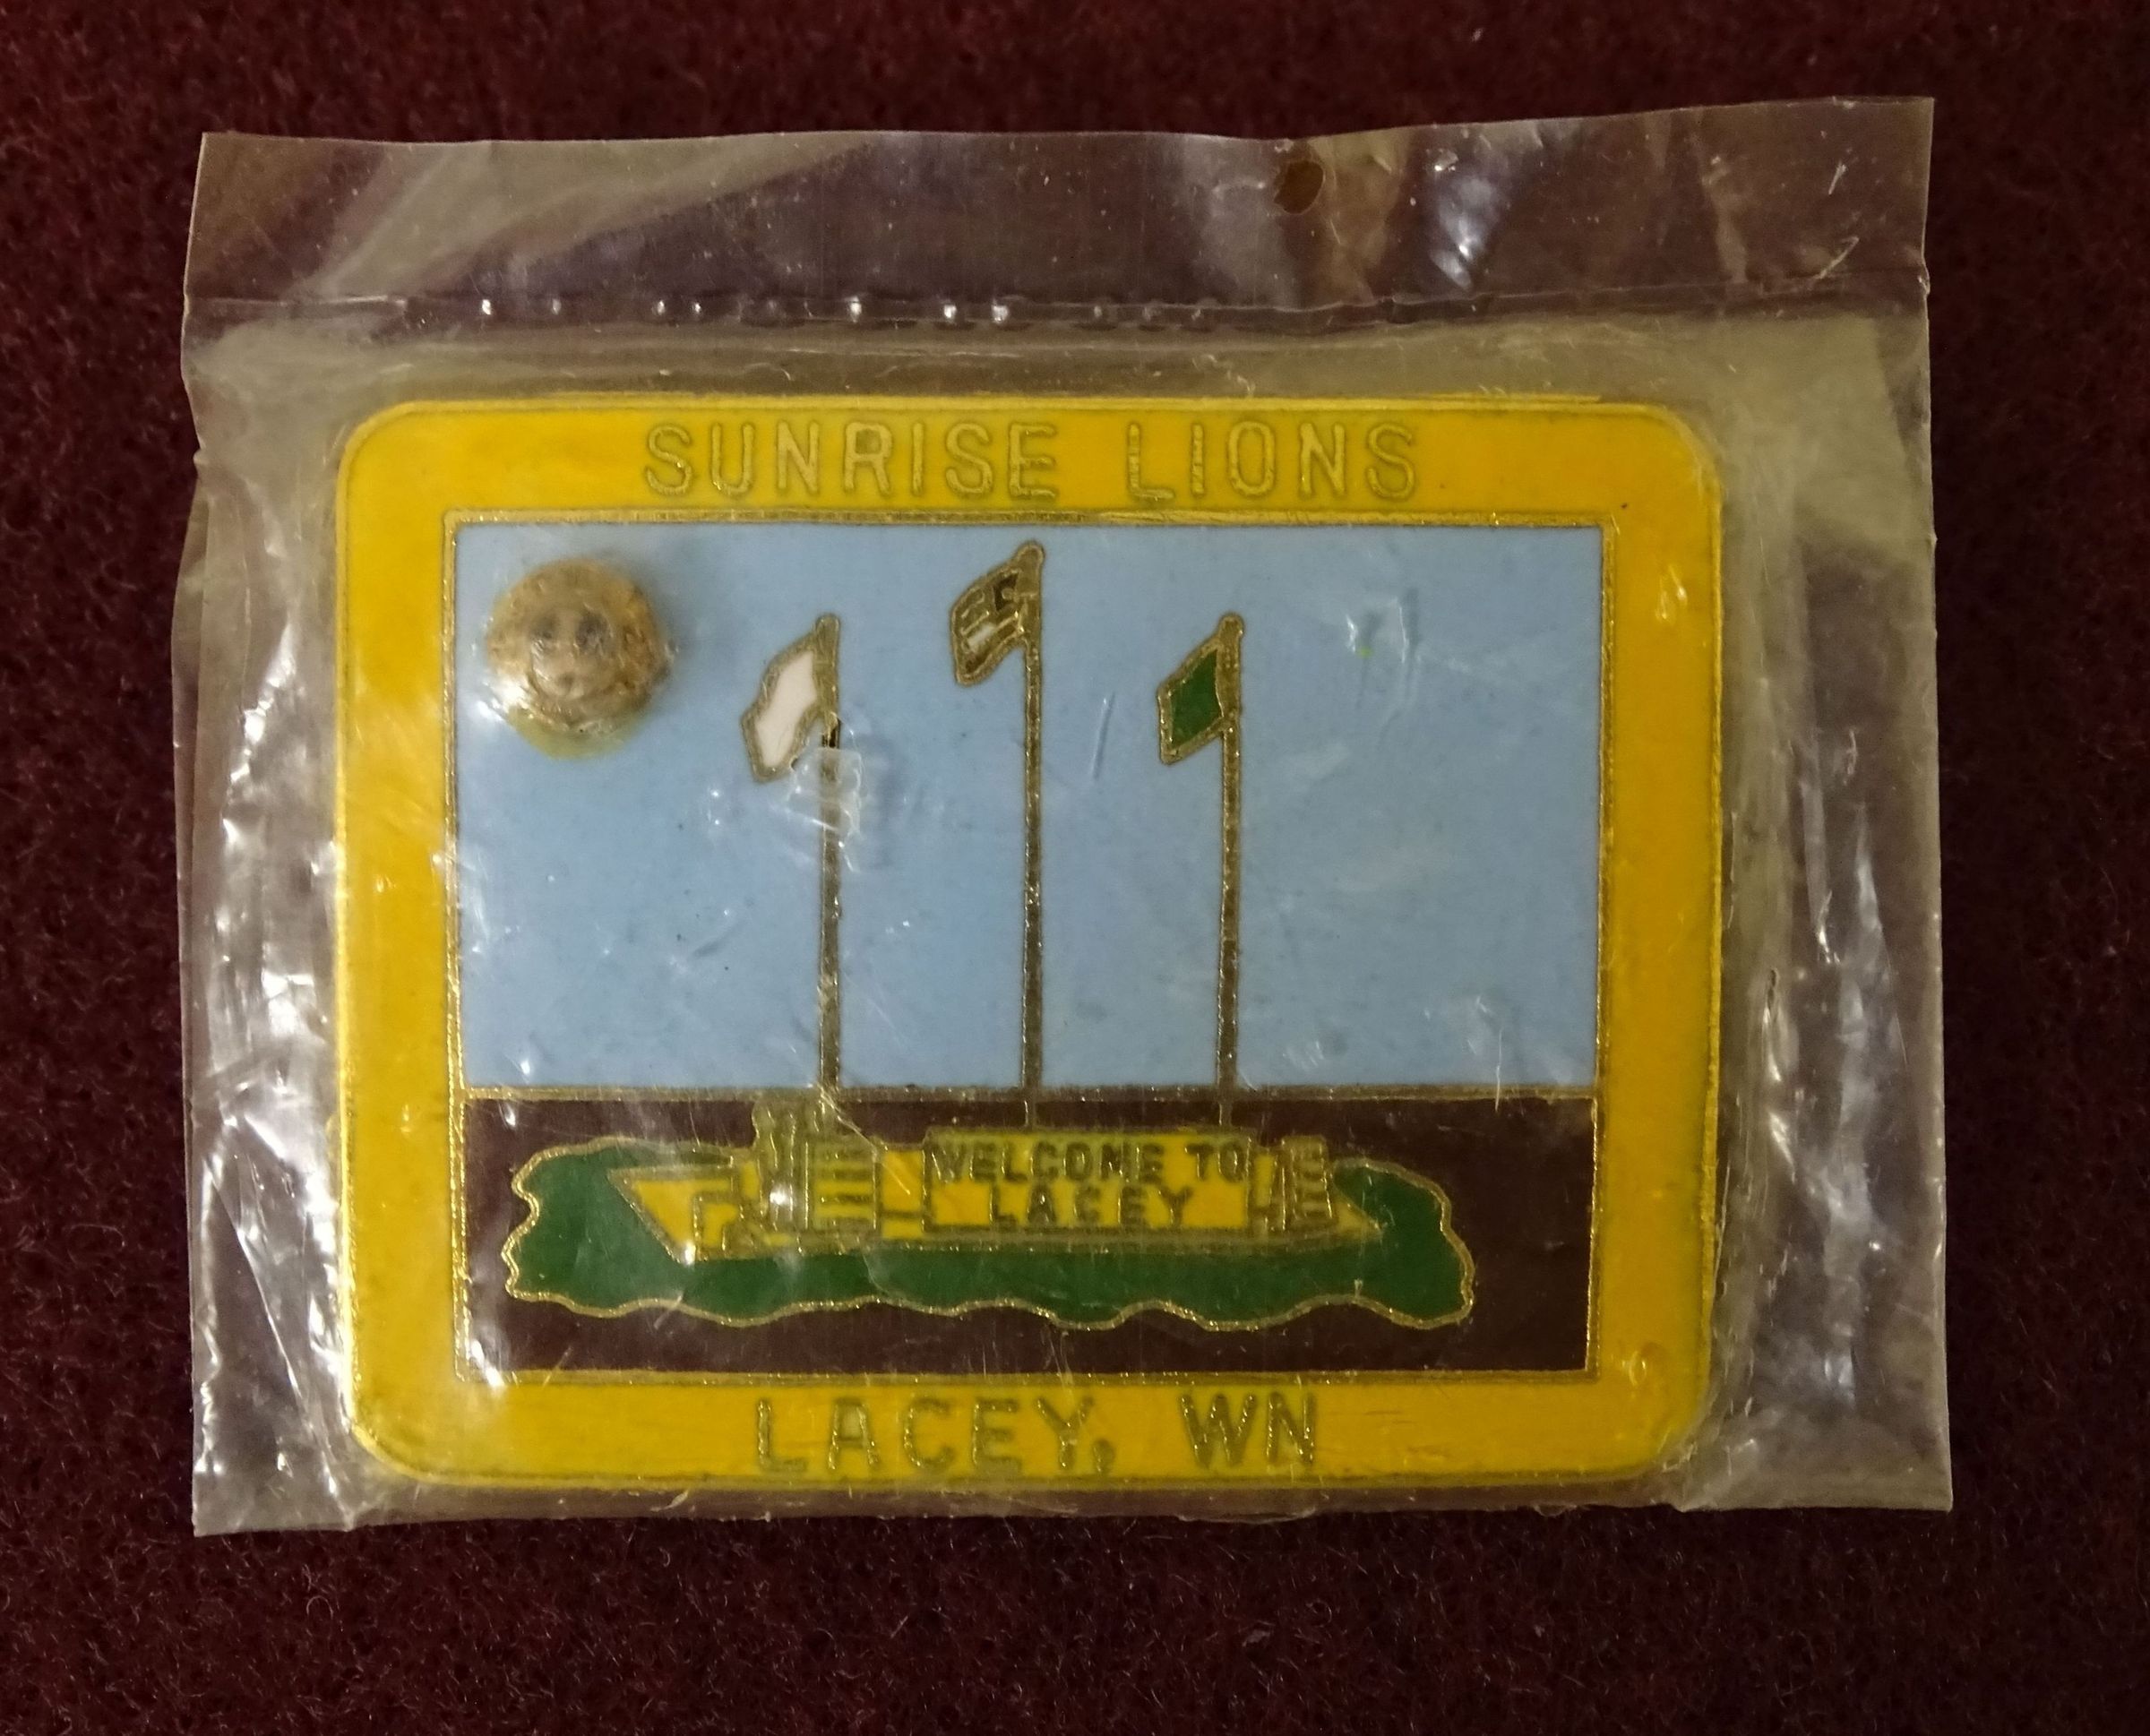 SUNRISE LIONS
WELCOME TO
LACEY
LACEY, WN